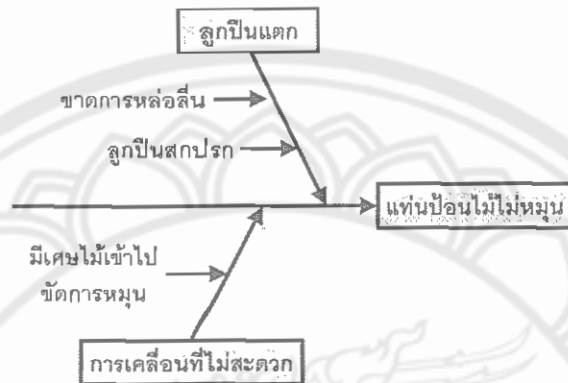 ลูกปืนแตก
ขาดการหล่อลื่น
ลูกปืนสกปรก
แท่นป้อนไม้ไม่หมุน
มีเศษไม้เข้าไป
ขัดการหมุน
การเคลื่อนที่ไม่สะดวก